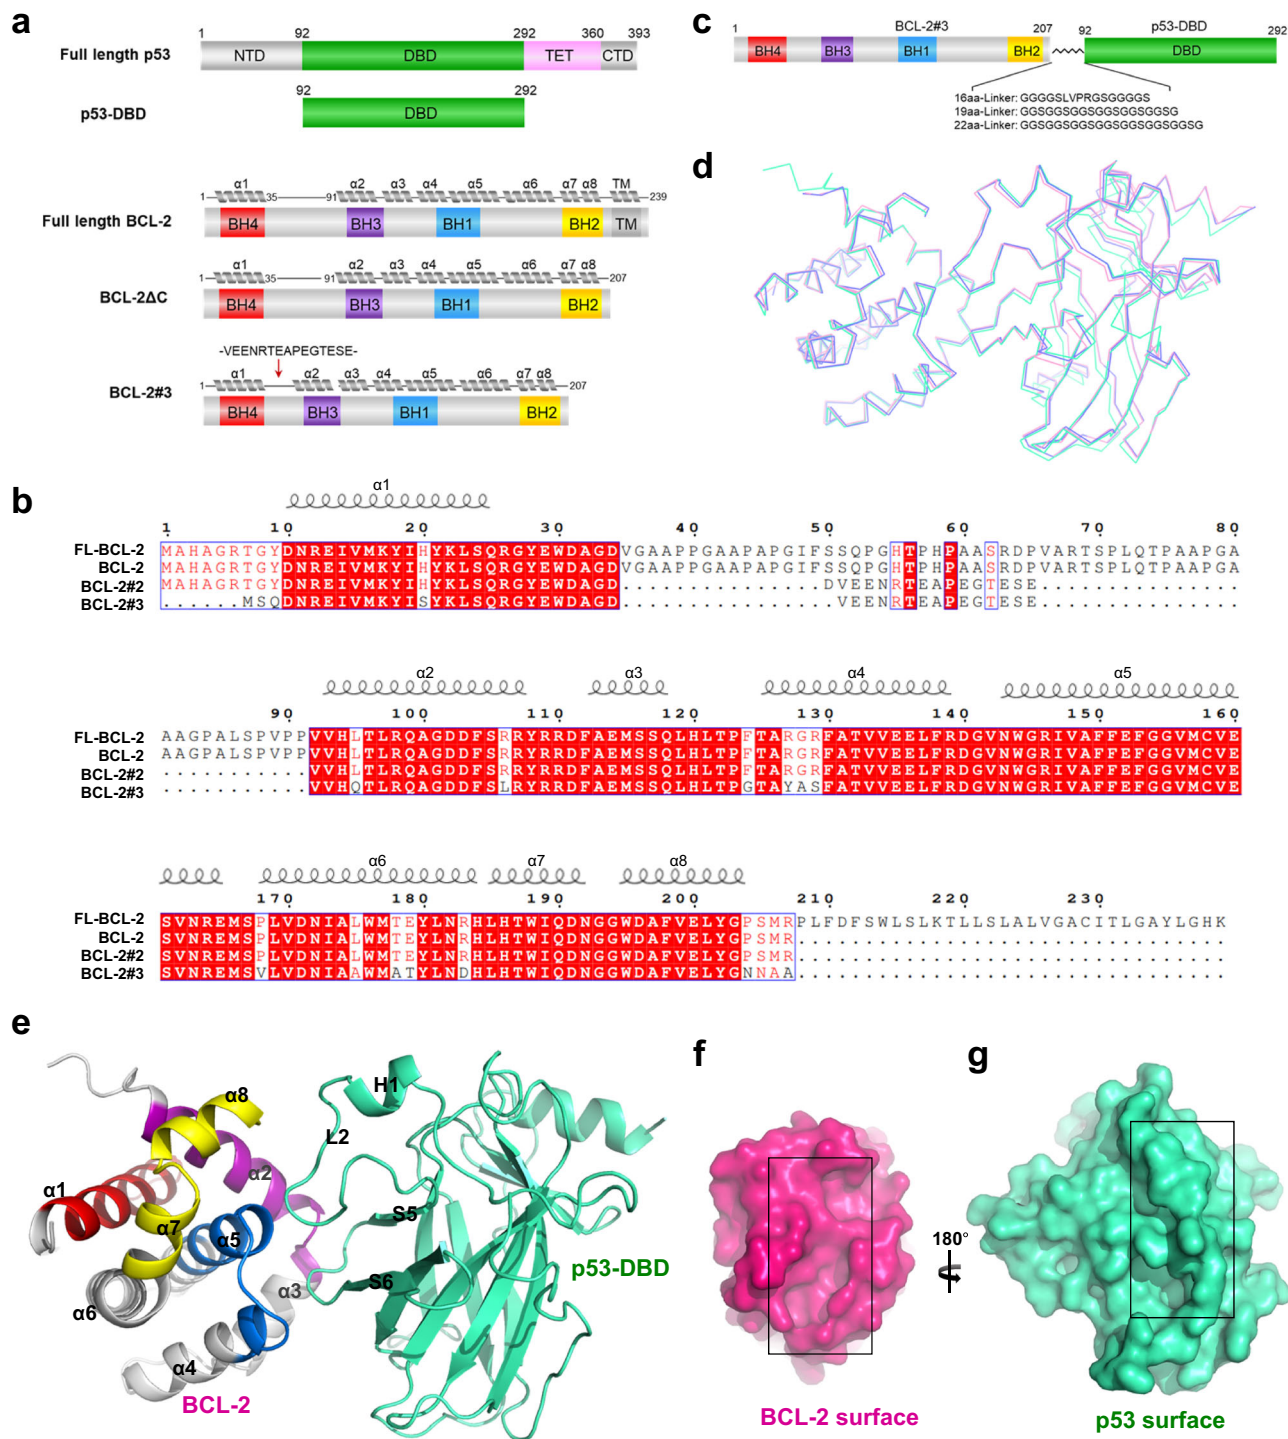 a
1 92 292 360 393
Full length p53 NTD DBD TET CTD
92 292
p53-DBD DBD
α1 α2 α3 α4 α5 α6 α7 α8 TM
1 35 91 239
Full length BCL-2 BH4 BH3 BH1 BH2 TM
α1 α2 α3 α4 α5 α6 α7 α8
1 35 91 207
BCL-2ΔC BH4 BH3 BH1 BH2
-VEENRTEAPEGTESE-
α1 α2 α3 α4 α5 α6 α7 α8
1 207
BCL-2#3 BH4 BH3 BH1 BH2
c
1 BCL-2#3 207 92 p53-DBD 292
BH4 BH3 BH1 BH2 DBD
16aa-Linker: GGGGSLVPRGSGGGGS
19aa-Linker: GGSGGSGGSGGSGGSGGSG
22aa-Linker: GGSGGSGGSGGSGGSGGSGGSG
d
b
α1
1 10 20 30 40 50 60 70 80
FL-BCL-2 MAHAGRTGYDNREIVMKYIHYKLSQRGYEWDAGDVGAAPPGAAPAPGIFSSQPGHTPHPAASRDPVARTSPLQTPAAPGA
BCL-2 MAHAGRTGYDNREIVMKYIHYKLSQRGYEWDAGDVGAAPPGAAPAPGIFSSQPGHTPHPAASRDPVARTSPLQTPAAPGA
BCL-2#2 MAHAGRTGYDNREIVMKYIHYKLSQRGYEWDAGD................DVEENRTEAPEGTESE..............
BCL-2#3 ......MSQDNREIVMKYISYKLSQRGYEWDAGD.................VEENRTEAPEGTESE..............
α2 α3 α4 α5
90 100 110 120 130 140 150 160
FL-BCL-2 AAGPALSPVPPVVHLTLRQAGDDFSRRYRRDFAEMSSQLHLTPFTARGRFATVVEELFRDGVNWGRIVAFFEFGGVMCVE
BCL-2 AAGPALSPVPPVVHLTLRQAGDDFSRRYRRDFAEMSSQLHLTPFTARGRFATVVEELFRDGVNWGRIVAFFEFGGVMCVE
BCL-2#2 ...........VVHLTLRQAGDDFSRRYRRDFAEMSSQLHLTPFTARGRFATVVEELFRDGVNWGRIVAFFEFGGVMCVE
BCL-2#3 ...........VVHQTLRQAGDDFSLRYRRDFAEMSSQLHLTPGTAYASFATVVEELFRDGVNWGRIVAFFEFGGVMCVE
α6 α7 α8
170 180 190 200 210 220 230
FL-BCL-2 SVNREMSPLVDNIALWMTEYLNRHLHTWIQDNGGWDAFVELYGPSMRPLFDFSWLSLKTLLSLALVGACITLGAYLGHK
BCL-2 SVNREMSPLVDNIALWMTEYLNRHLHTWIQDNGGWDAFVELYGPSMR................................
BCL-2#2 SVNREMSPLVDNIALWMTEYLNRHLHTWIQDNGGWDAFVELYGPSMR................................
BCL-2#3 SVNREMSVLVDNIAAWMATYLNDHLHTWIQDNGGWDAFVELYGNNAA................................
e
α8
H1
L2
α2
α1
α7
α5
S5
S6
α3
α6
α4
p53-DBD
BCL-2
f
180°
BCL-2 surface
g
p53 surface